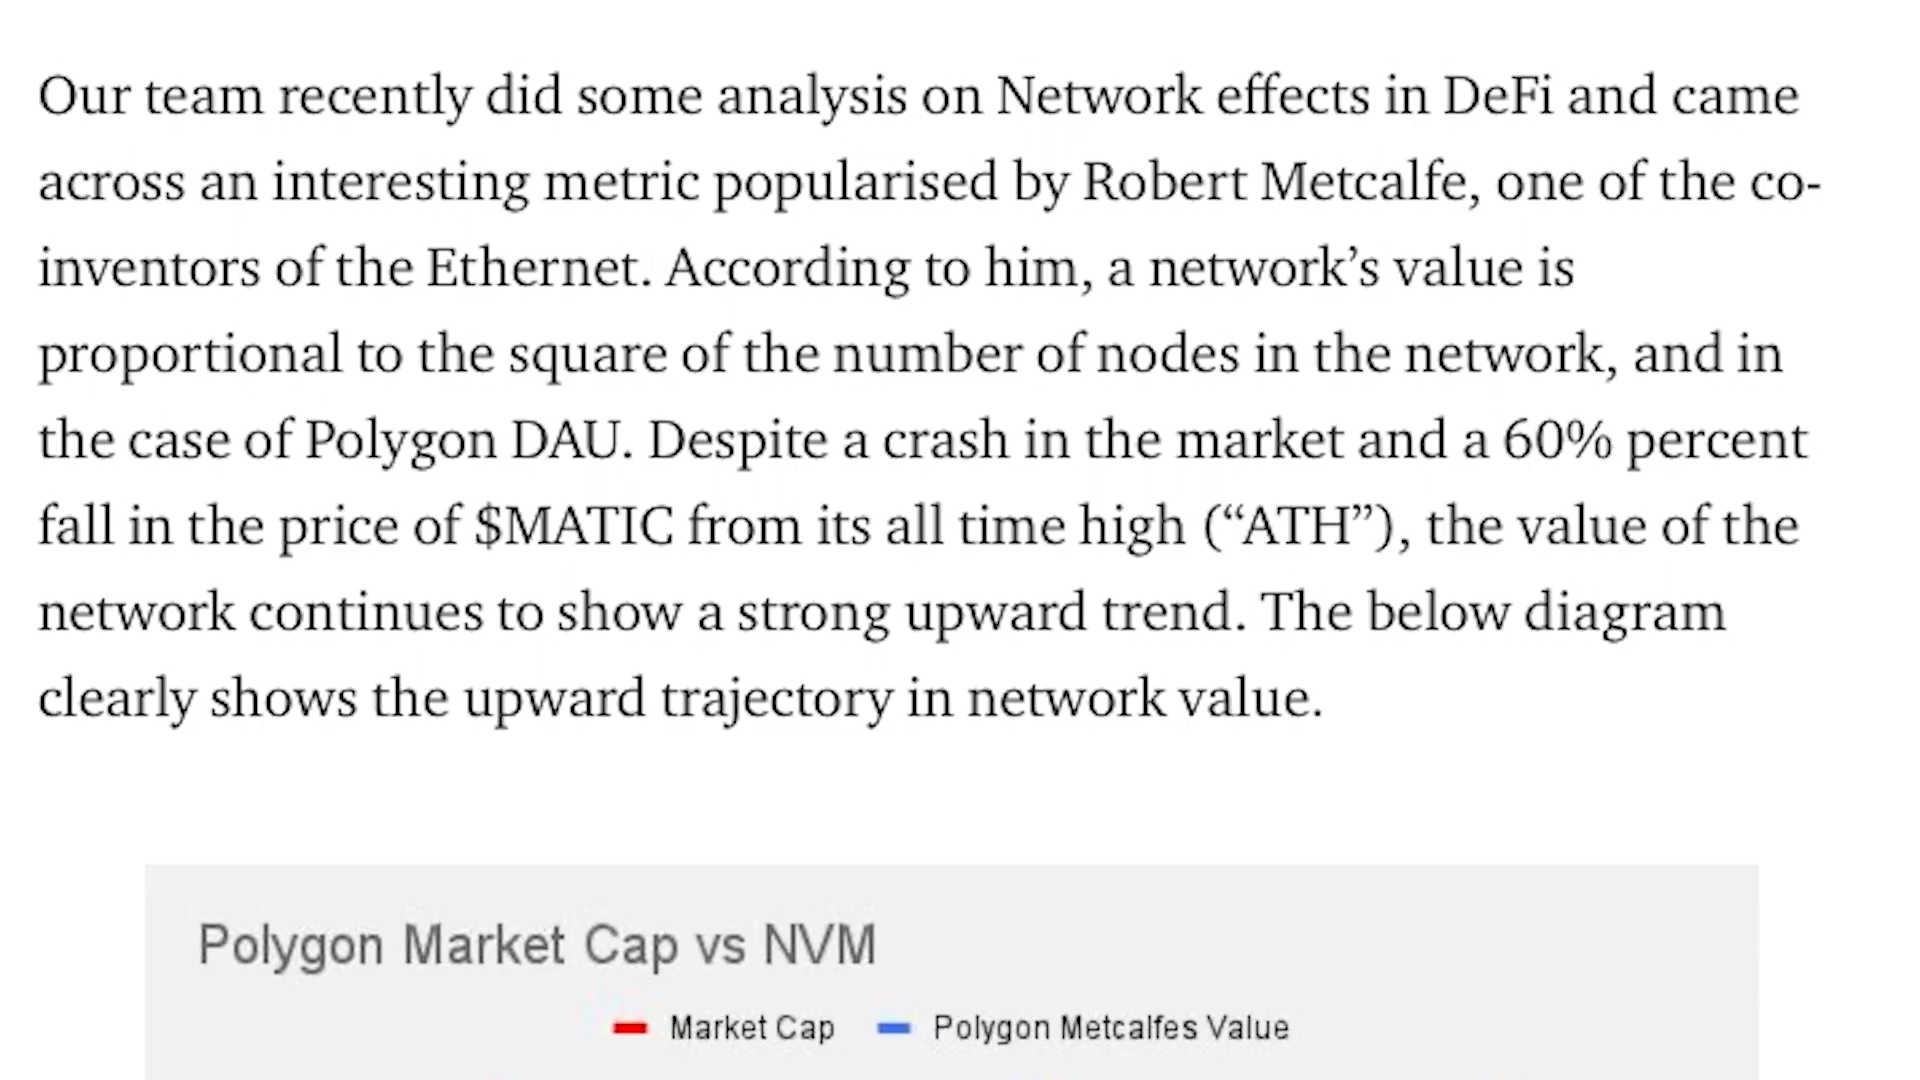 Our team recently did some analysis on Network effects in DeFi and came
across an interesting metric popularised by Robert Metcalfe, one of the co-
inventors of the Ethernet. According to him, a network’s value is
proportional to the square of the number of nodes in the network, and in
the case of Polygon DAU. Despite a crash in the market and a 60% percent
fall in the price of $MATIC from its all time high (“ATH”), the value of the
network continues to show a strong upward trend. The below diagram
clearly shows the upward trajectory in network value.
Polygon Market Cap vs NVM
Market Cap Polygon Metcalfes Value